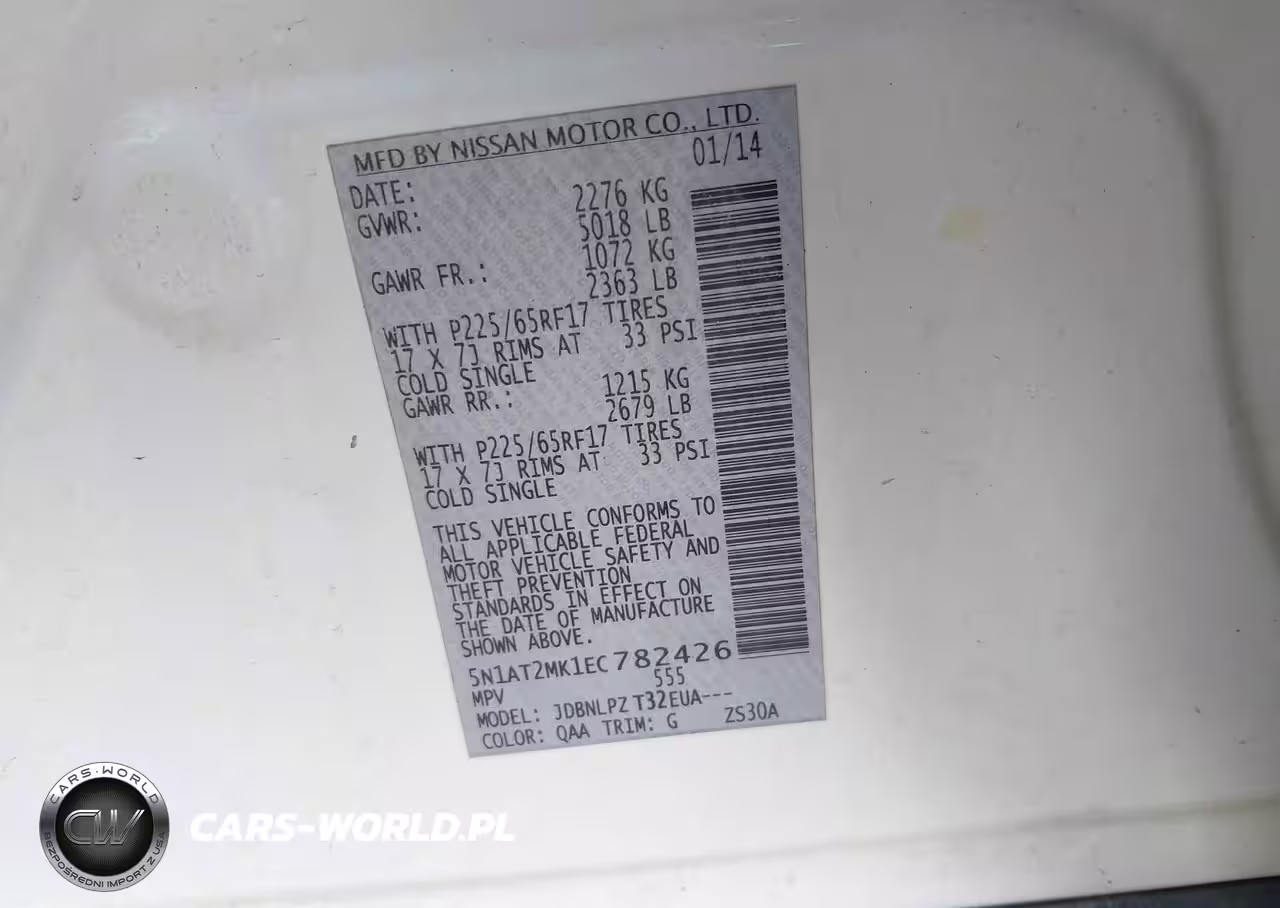 MFD BY NISSAN MOTOR CO., LTD.
DATE: 01/14
GVWR: 2276 KG
5018 LB
GAWR FR.: 1072 KG
2363 LB
WITH P225/65RF17 TIRES
17 X 7J RIMS AT 33 PSI
COLD SINGLE
GAWR RR.: 1215 KG
2679 LB
WITH P225/65RF17 TIRES
17 X 7J RIMS AT 33 PSI
COLD SINGLE
THIS VEHICLE CONFORMS TO
ALL APPLICABLE FEDERAL
MOTOR VEHICLE SAFETY AND
THEFT PREVENTION
STANDARDS IN EFFECT ON
THE DATE OF MANUFACTURE
SHOWN ABOVE.
5N1AT2MK1EC782426
MPV 555
MODEL: JDBNLPZ T32EUA---
COLOR: QAA TRIM: G ZS30A
CARS-WORLD
CW
BEZPOŚREDNI IMPORT Z USA
CARS-WORLD.PL